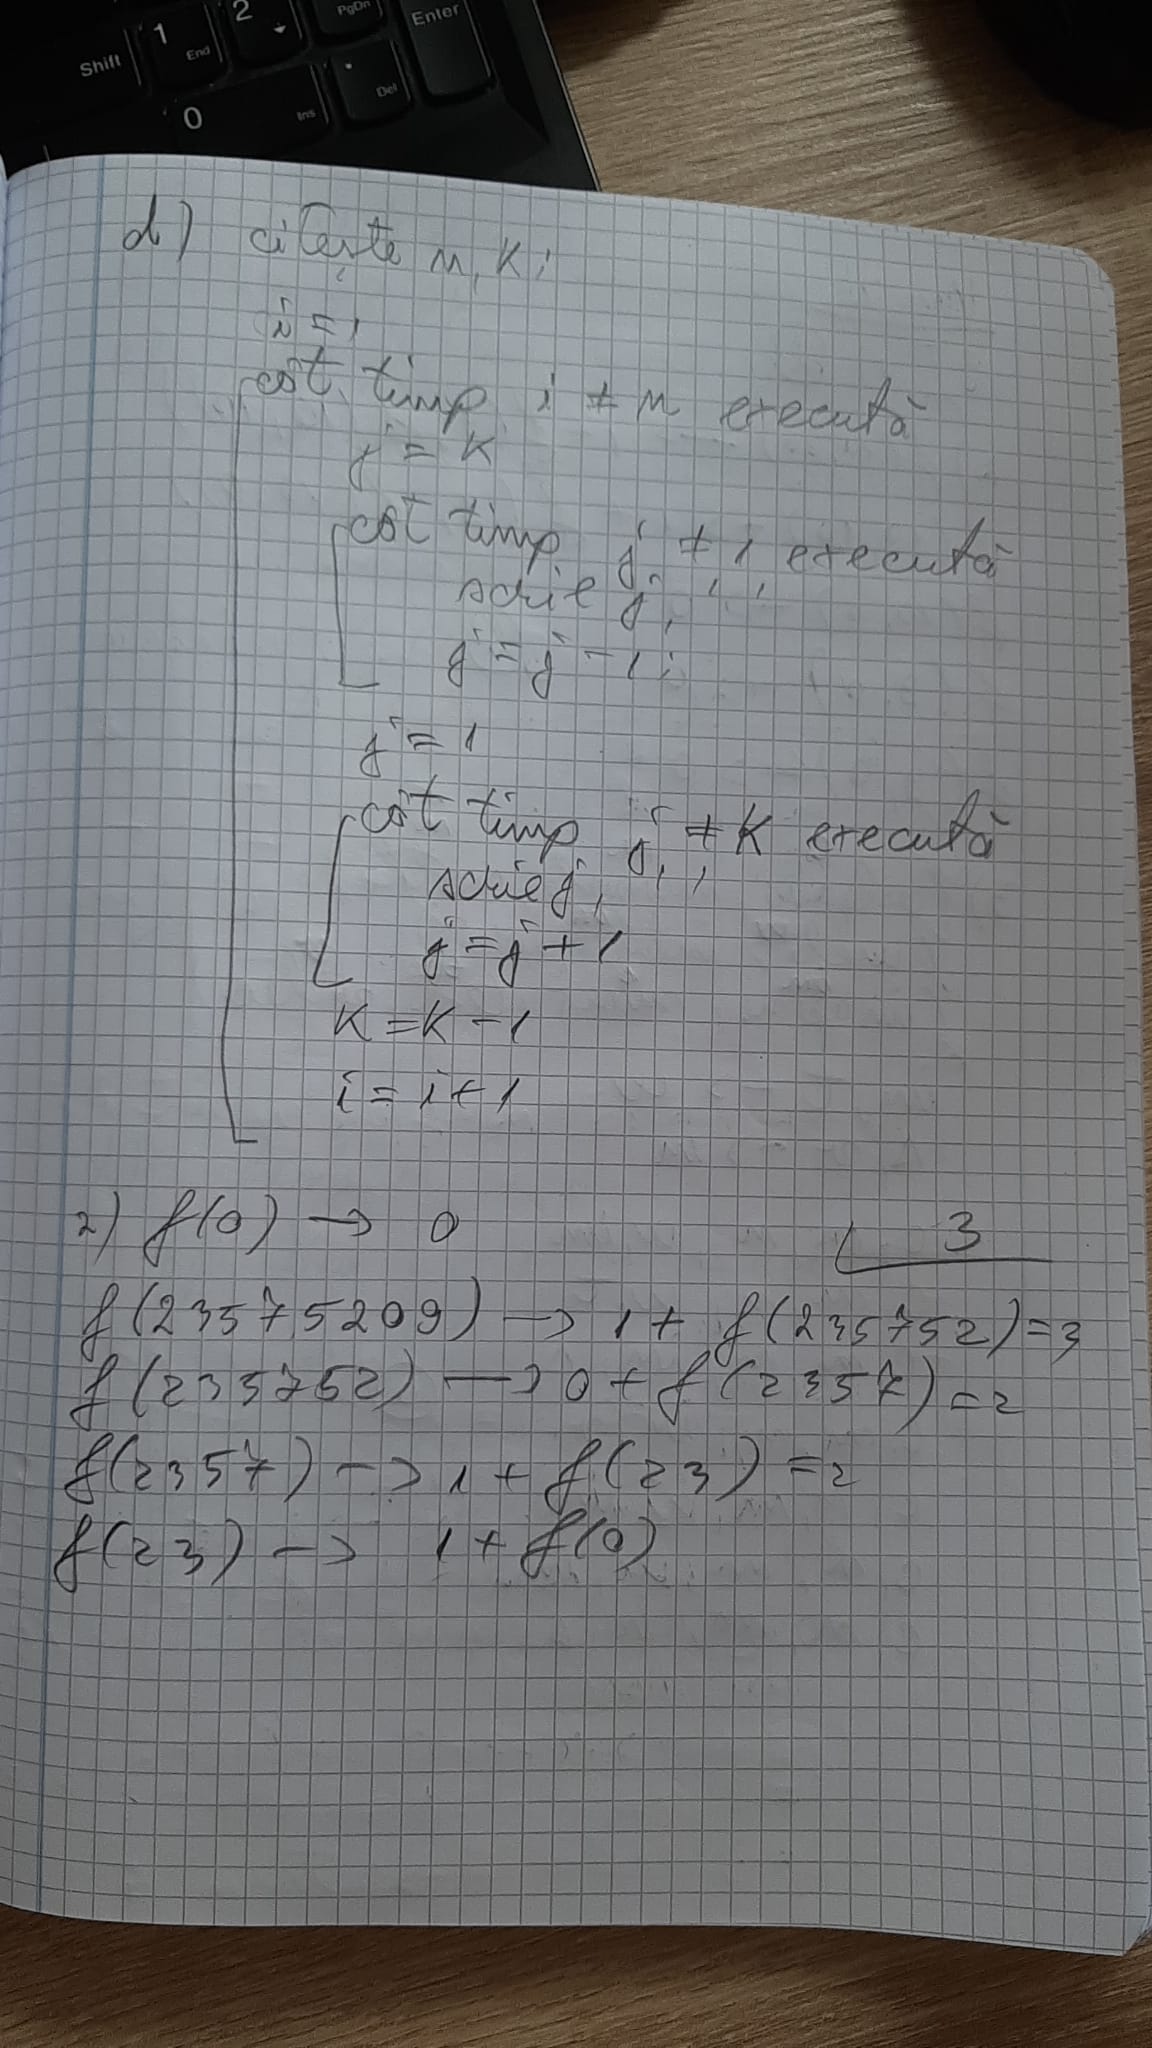 Shift
1
End
2
PgDn
Enter
0
Ins
.
Del
d) citește n, k;
i=1
cât timp i ≠ n execută
j=k
cât timp j ≠ 1 execută
scrie j, ' ';
j=j-1;
j=1
cât timp j ≠ k execută
scrie j, ' '
j=j+1
k=k-1
i=i+1
2) f(0) → 0
3
f(23575209) → 1+ f(235752)=3
f(235752) → 0+ f(2357)=2
f(2357) → 1+ f(23)=2
f(23) → 1+ f(0)